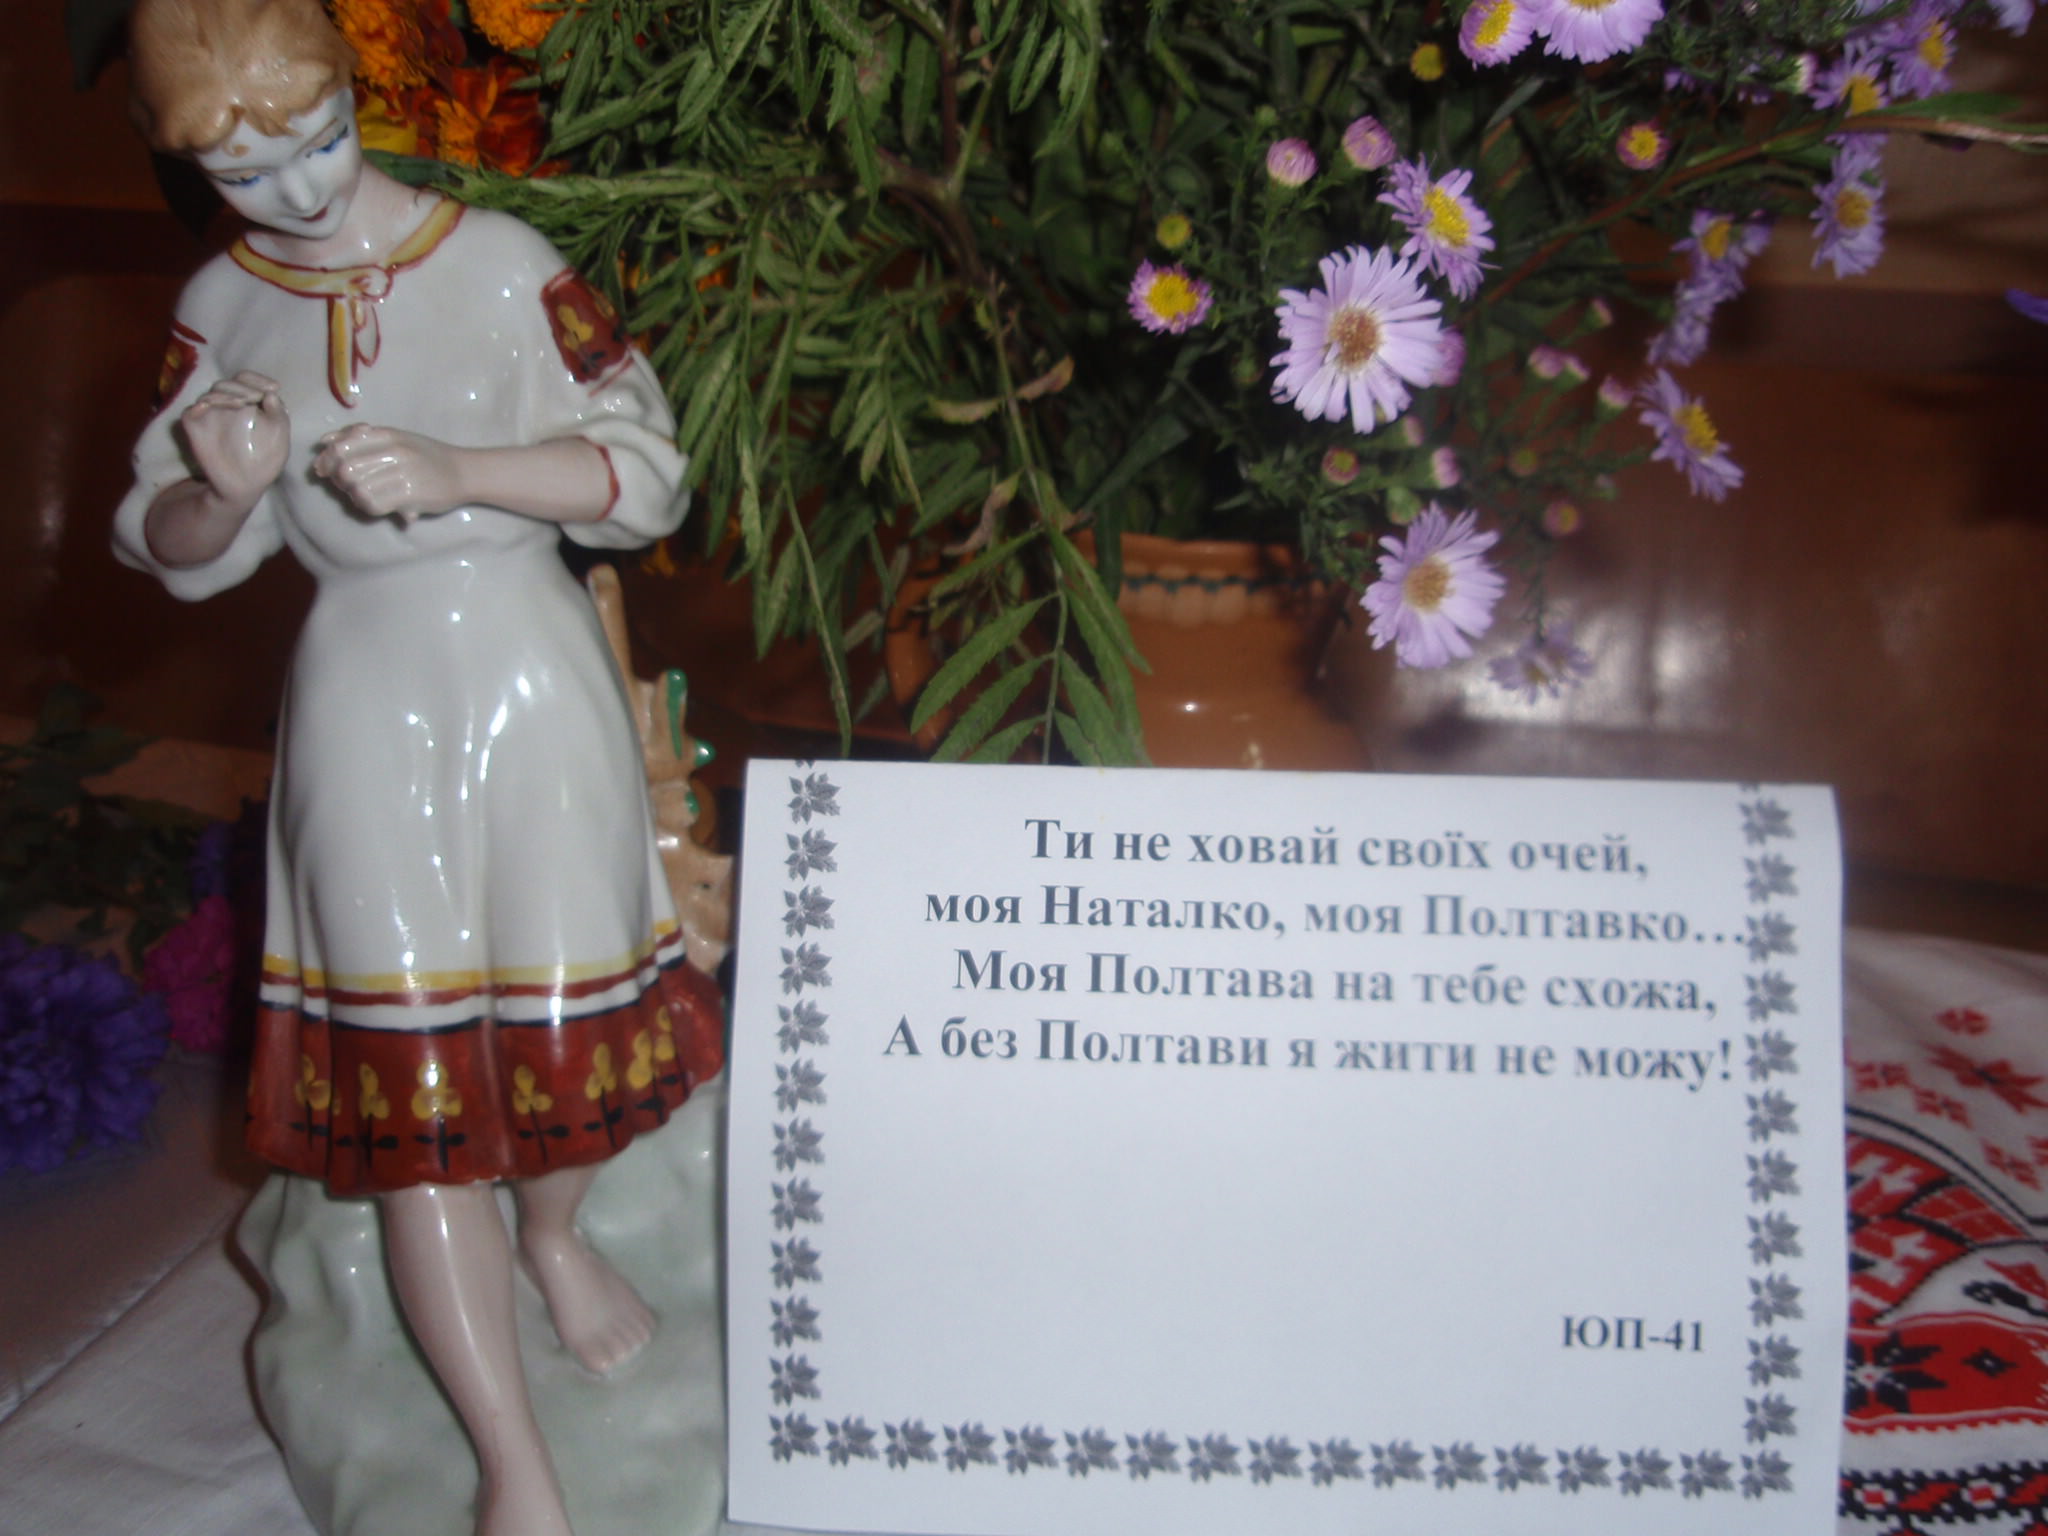 Ти не ховай своїх очей,
моя Наталко, моя Полтавко...
Моя Полтава на тебе схожа,
А без Полтави я жити не можу!
ЮП-41